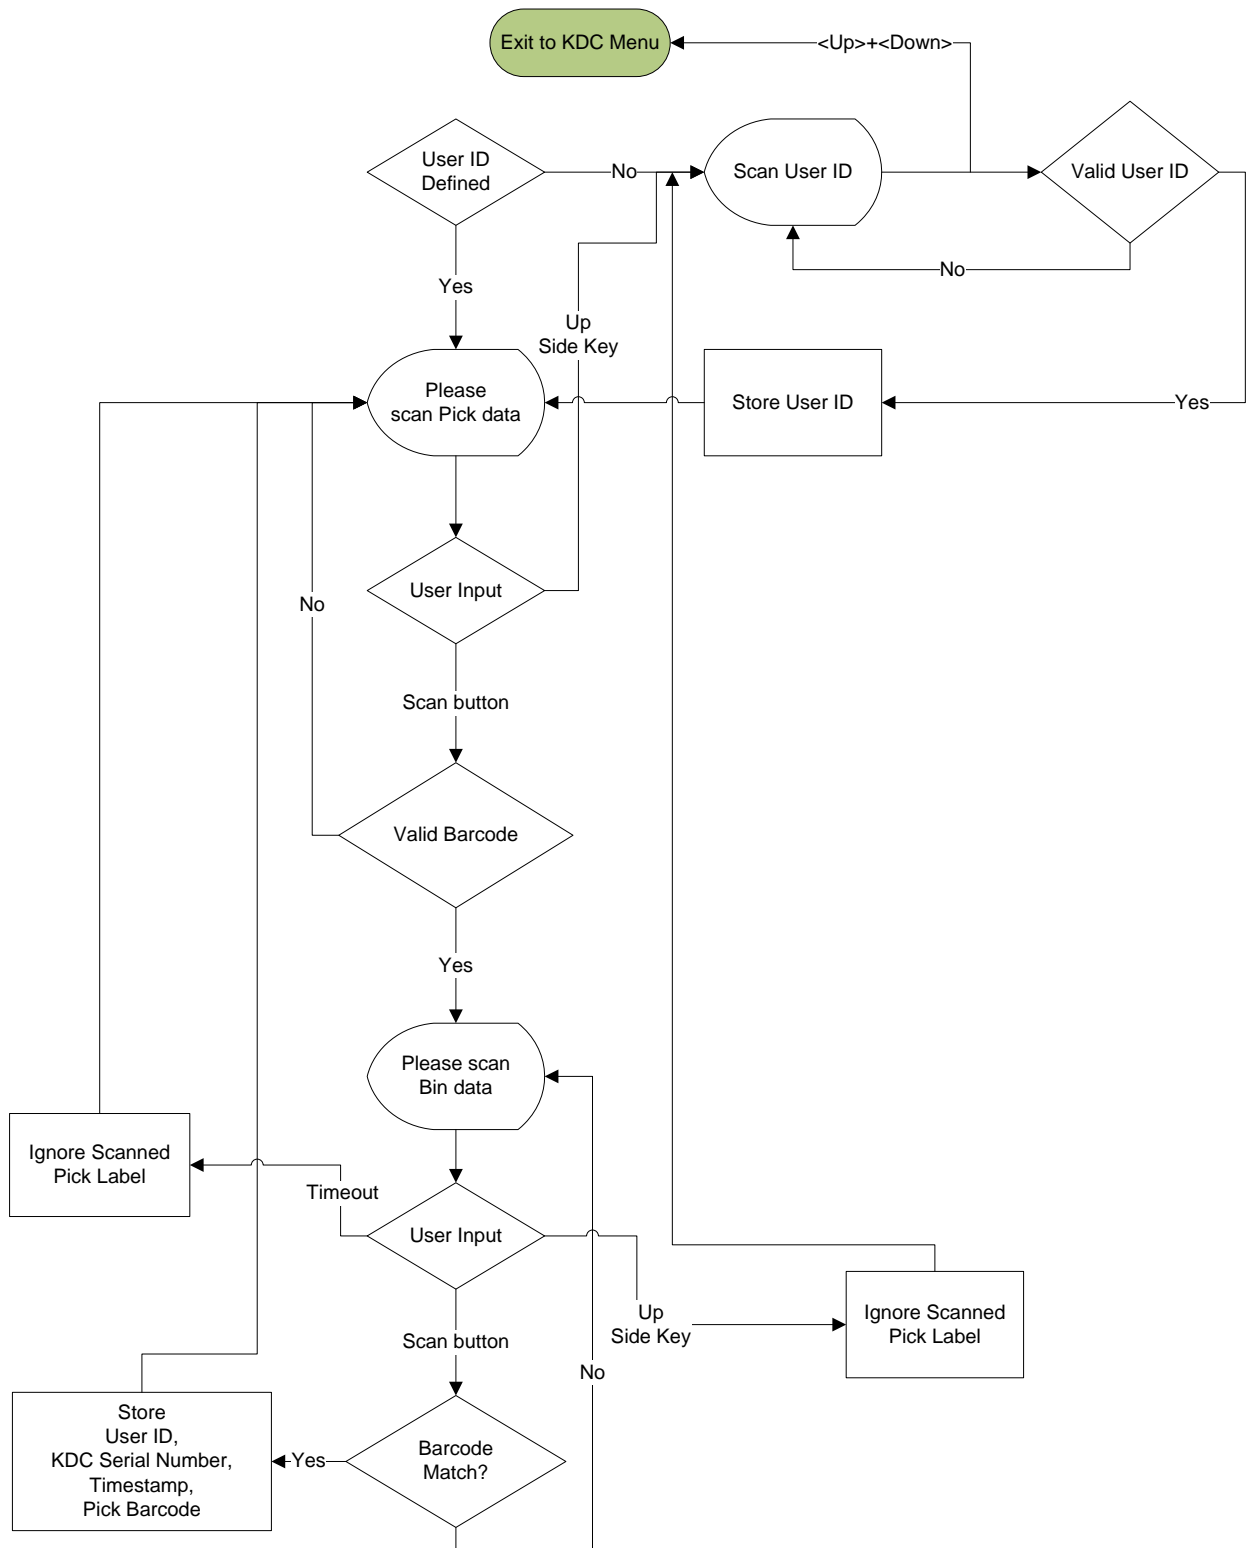 Exit to KDC Menu
<Up>+<Down>
User ID
Defined
No
Scan User ID
Valid User ID
No
Yes
Up
Side Key
Please
scan Pick data
Store User ID
Yes
User Input
No
Scan button
Valid Barcode
Yes
Please scan
Bin data
Ignore Scanned
Pick Label
Timeout
User Input
Up
Side Key
Ignore Scanned
Pick Label
Scan button
No
Store
User ID,
KDC Serial Number,
Timestamp,
Pick Barcode
Yes
Barcode
Match?